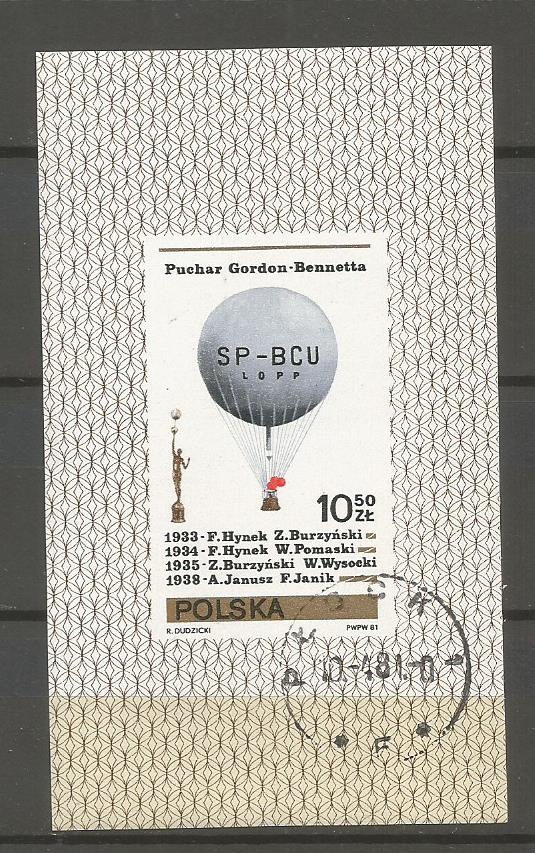 Puchar Gordon-Bennetta
SP-BCU
LOPP
10 50 ZŁ
1933-F.Hynek Z.Burzyński
1934-F.Hynek W.Pomaski
1935-Z.Burzyński W.Wysocki
1938-A.Janusz F.Janik
POLSKA
R. DUDZICKI PWPW 81